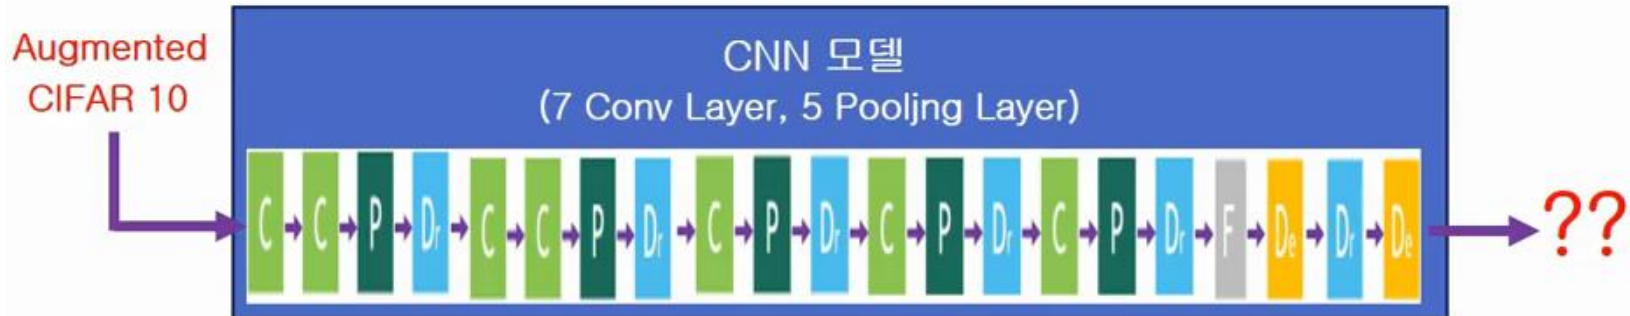 Augmented
CIFAR 10
CNN 모델
(7 Conv Layer, 5 Pooljng Layer)
C C P Dr C C P Dr C P Dr C P Dr C P Dr F De Dr De
??